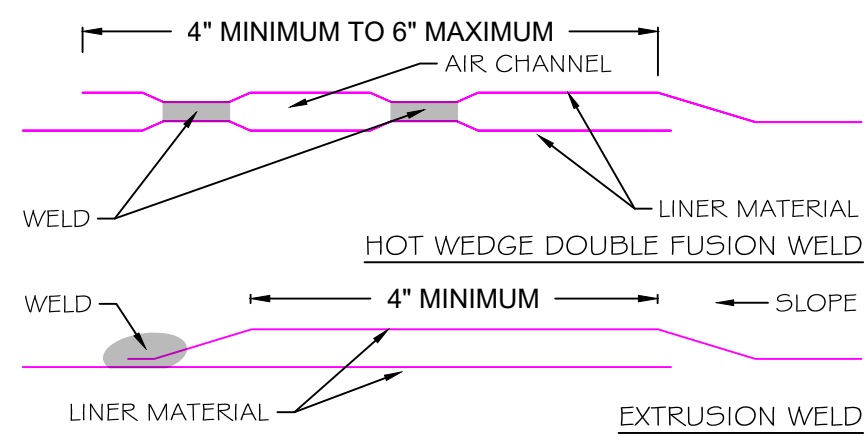 4" MINIMUM TO 6" MAXIMUM
AIR CHANNEL
WELD
LINER MATERIAL
HOT WEDGE DOUBLE FUSION WELD
WELD
4" MINIMUM
SLOPE
LINER MATERIAL
EXTRUSION WELD